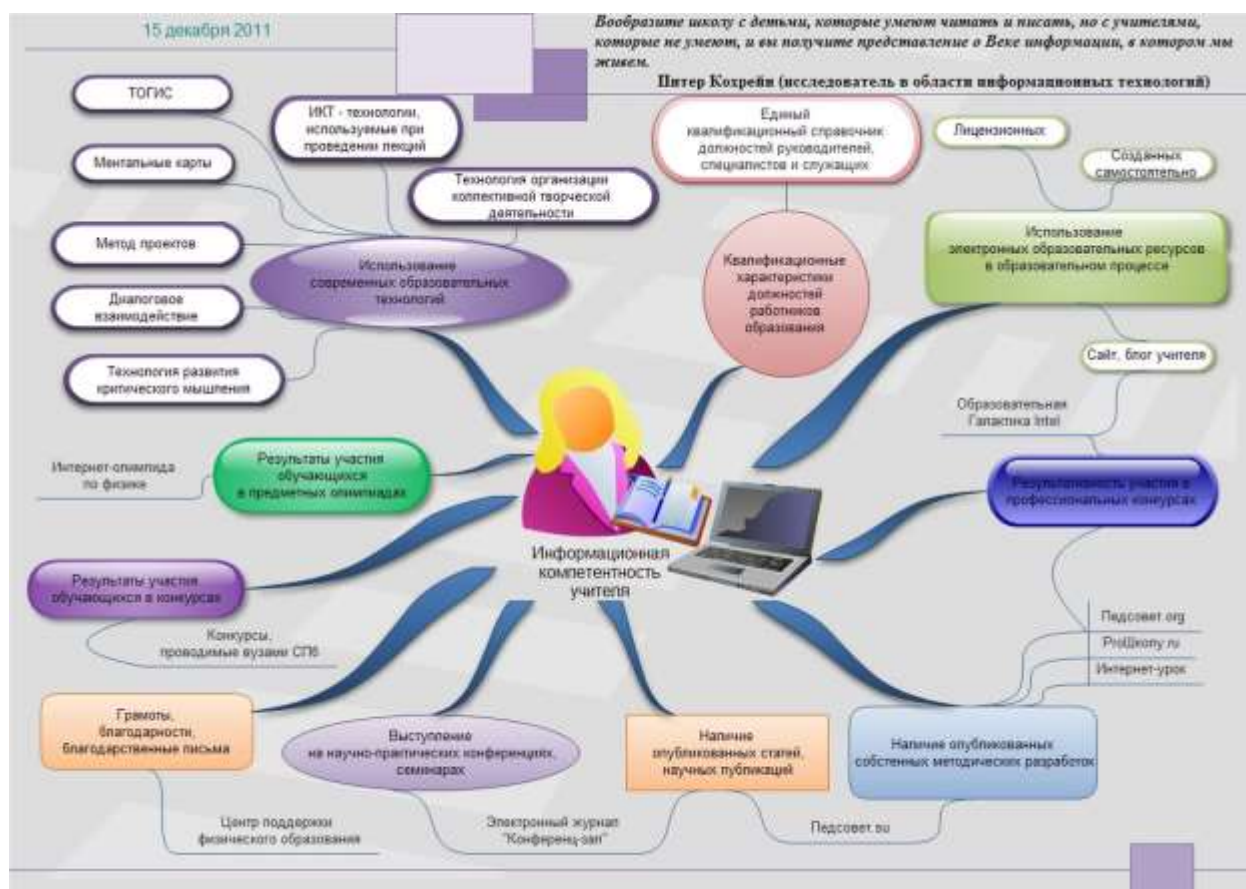 15 декабря 2011
Вообразите школу с детьми, которые умеют читать и писать, но с учителями,
которые не умеют, и вы получите представление о Веке информации, в котором мы
живем.
Питер Кохрейн (исследователь в области информационных технологий)
ТОГИС
Ментальные карты
Метод проектов
Диалоговое
взаимодействие
Технология развития
критического мышления
ИКТ - технологии,
используемые при
проведении лекций
Технология организации
коллективной творческой
деятельности
Использование
современных образовательных
технологий
Единый
квалификационный справочник
должностей руководителей,
специалистов и служащих
Квалификационные
характеристики
должностей
работников
образования
Лицензионных
Созданных
самостоятельно
Использование
электронных образовательных ресурсов
в образовательном процессе
Сайт, блог учителя
Образовательная
Галактика Intel
Результативность участия в
профессиональных конкурсах
Результаты участия
обучающихся
в предметных олимпиадах
Интернет-олимпида
по физике
Информационная
компетентность
учителя
Результаты участия
обучающихся в конкурсах
Конкурсы,
проводимые вузами СПб
Педсовет.org
ProШколу.ru
Интернет-урок
Грамоты,
благодарности,
благодарственные письма
Выступление
на научно-практических конференциях,
семинарах
Наличие
опубликованных статей,
научных публикаций
Наличие опубликованных
собстенных методических разработок
Центр поддержки
физического образования
Электронный журнал
"Конференц-зал"
Педсовет.su